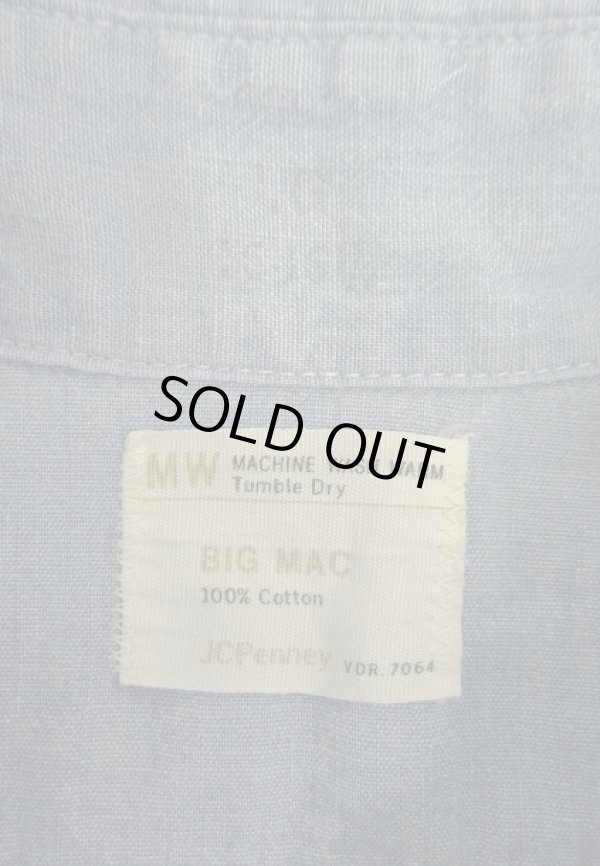 SOLD OUT
MW MACHINE WASH WARM
Tumble Dry
BIG MAC
100% Cotton
JCPenney VDR. 7064